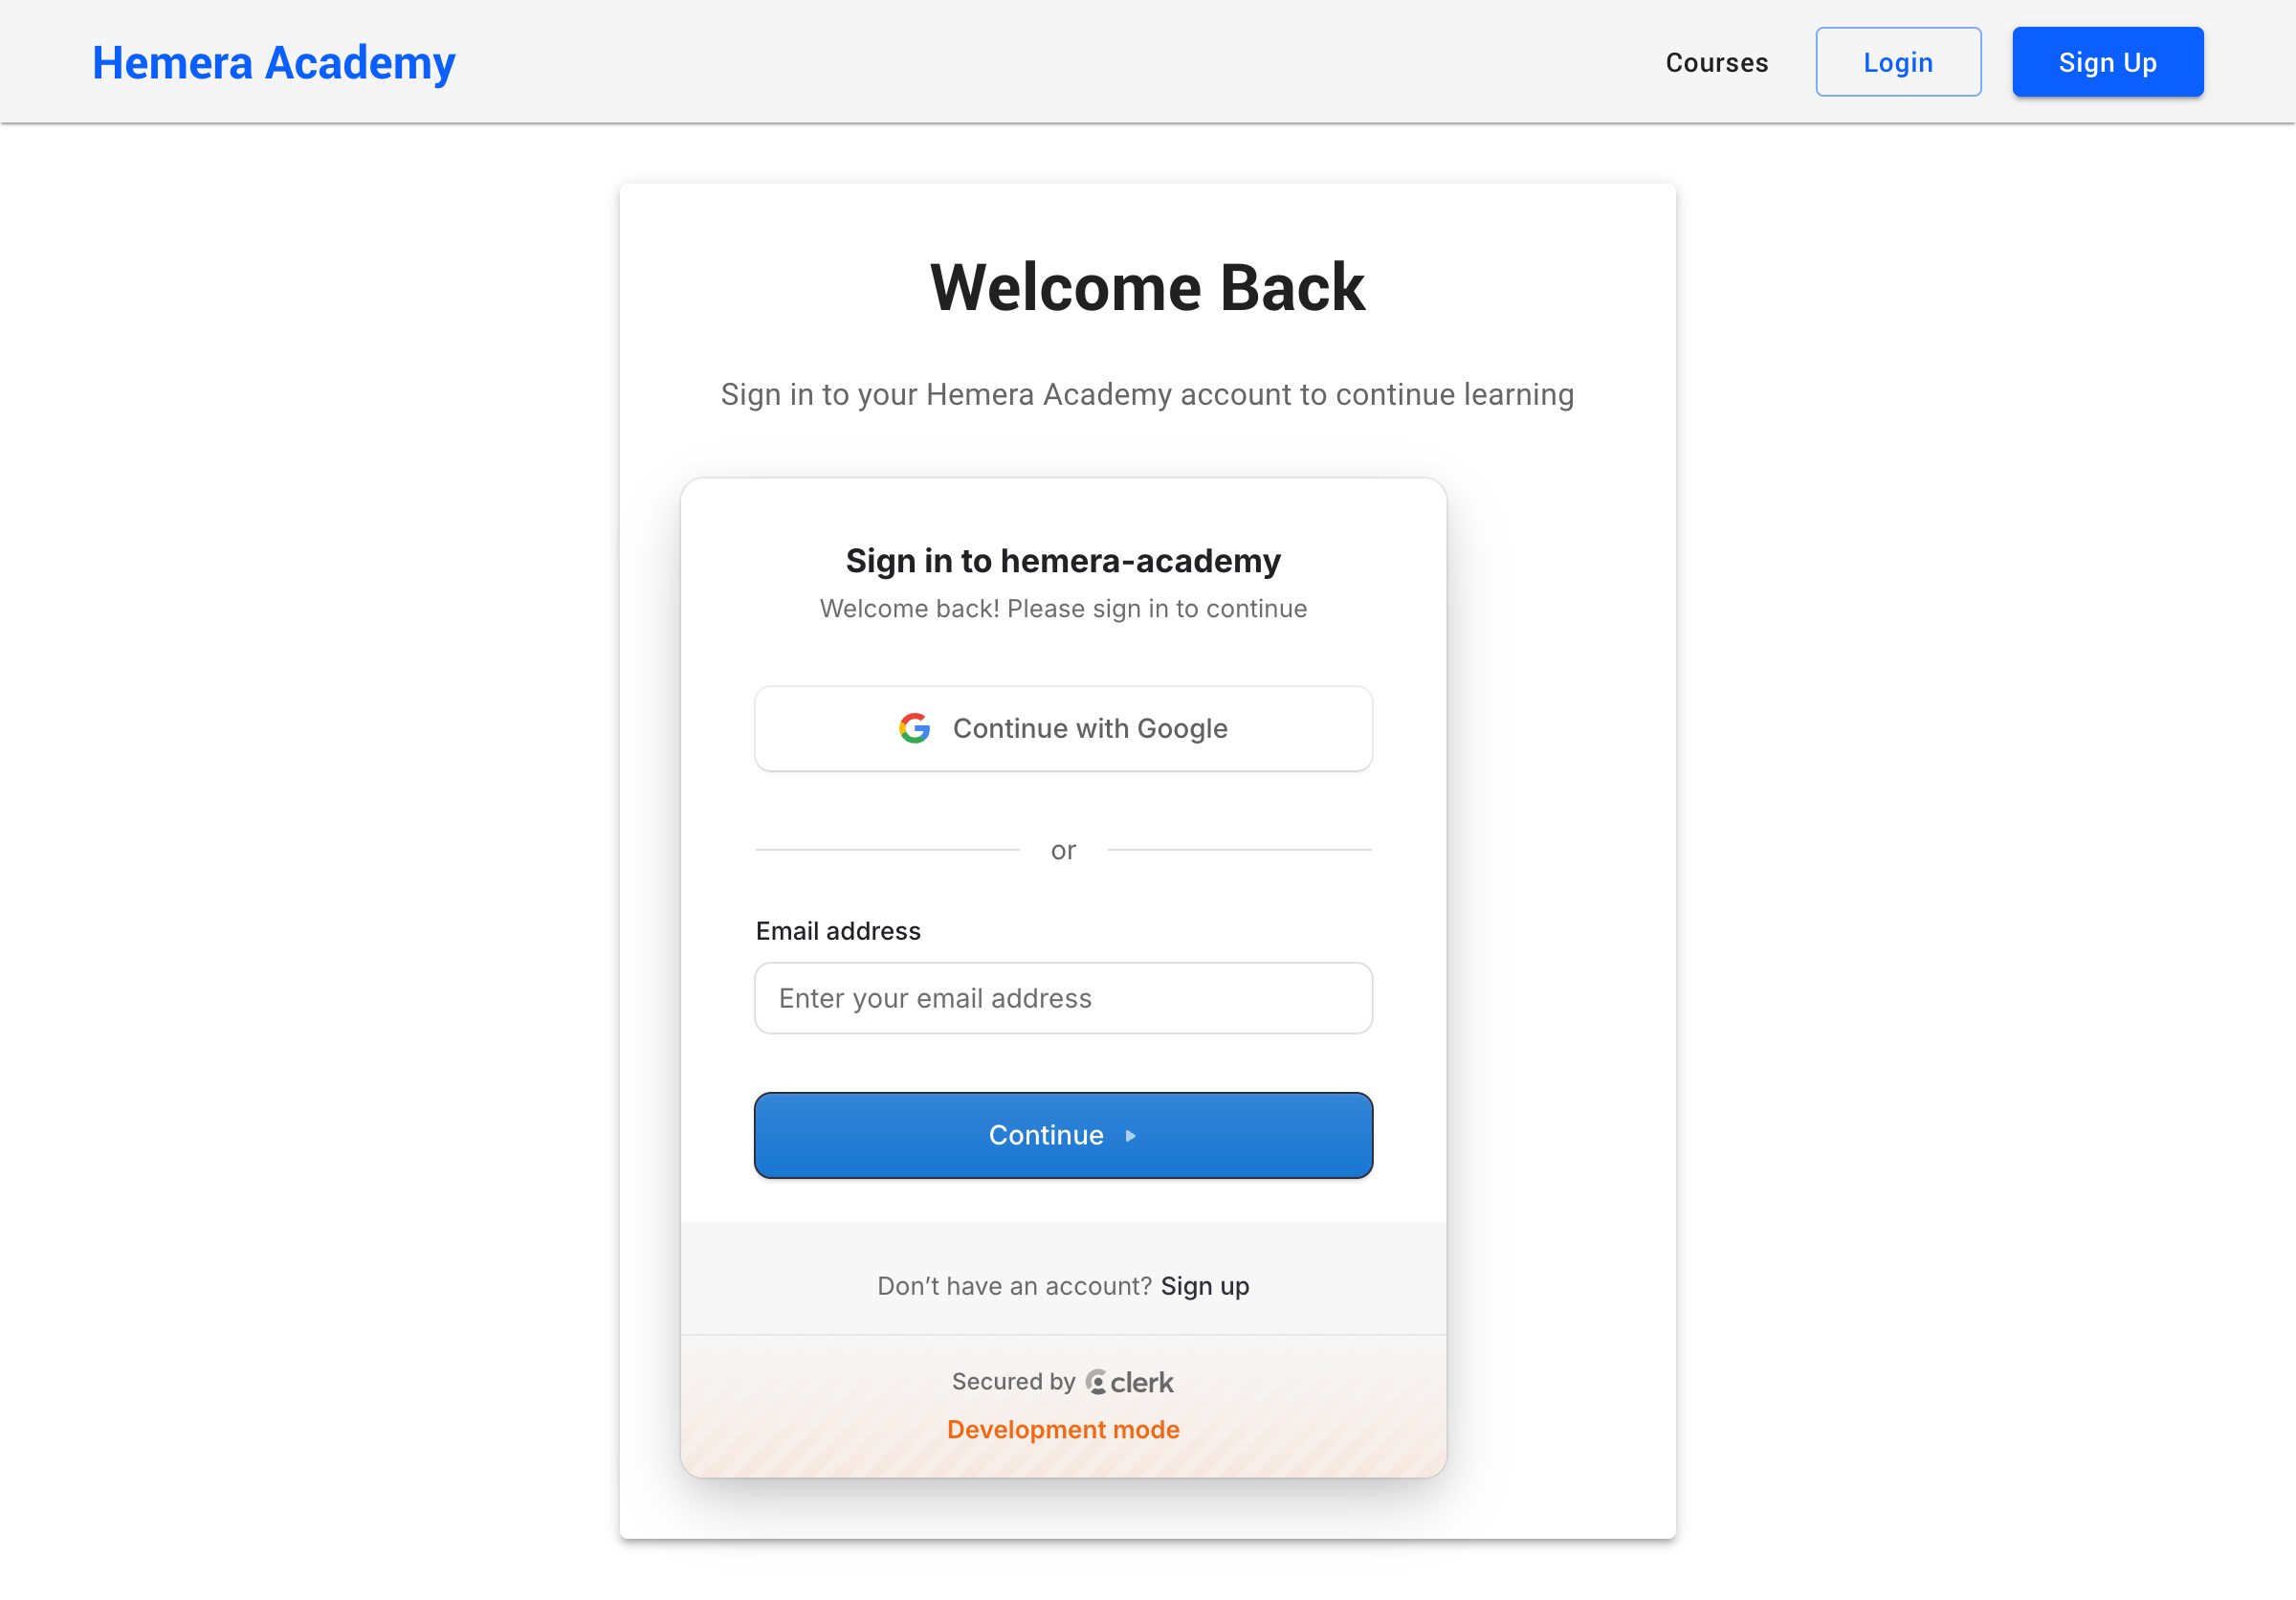 Hemera Academy
Courses
Login
Sign Up
Welcome Back
Sign in to your Hemera Academy account to continue learning
Sign in to hemera-academy
Welcome back! Please sign in to continue
Continue with Google
or
Email address
Enter your email address
Continue
Don’t have an account? Sign up
Secured by clerk
Development mode